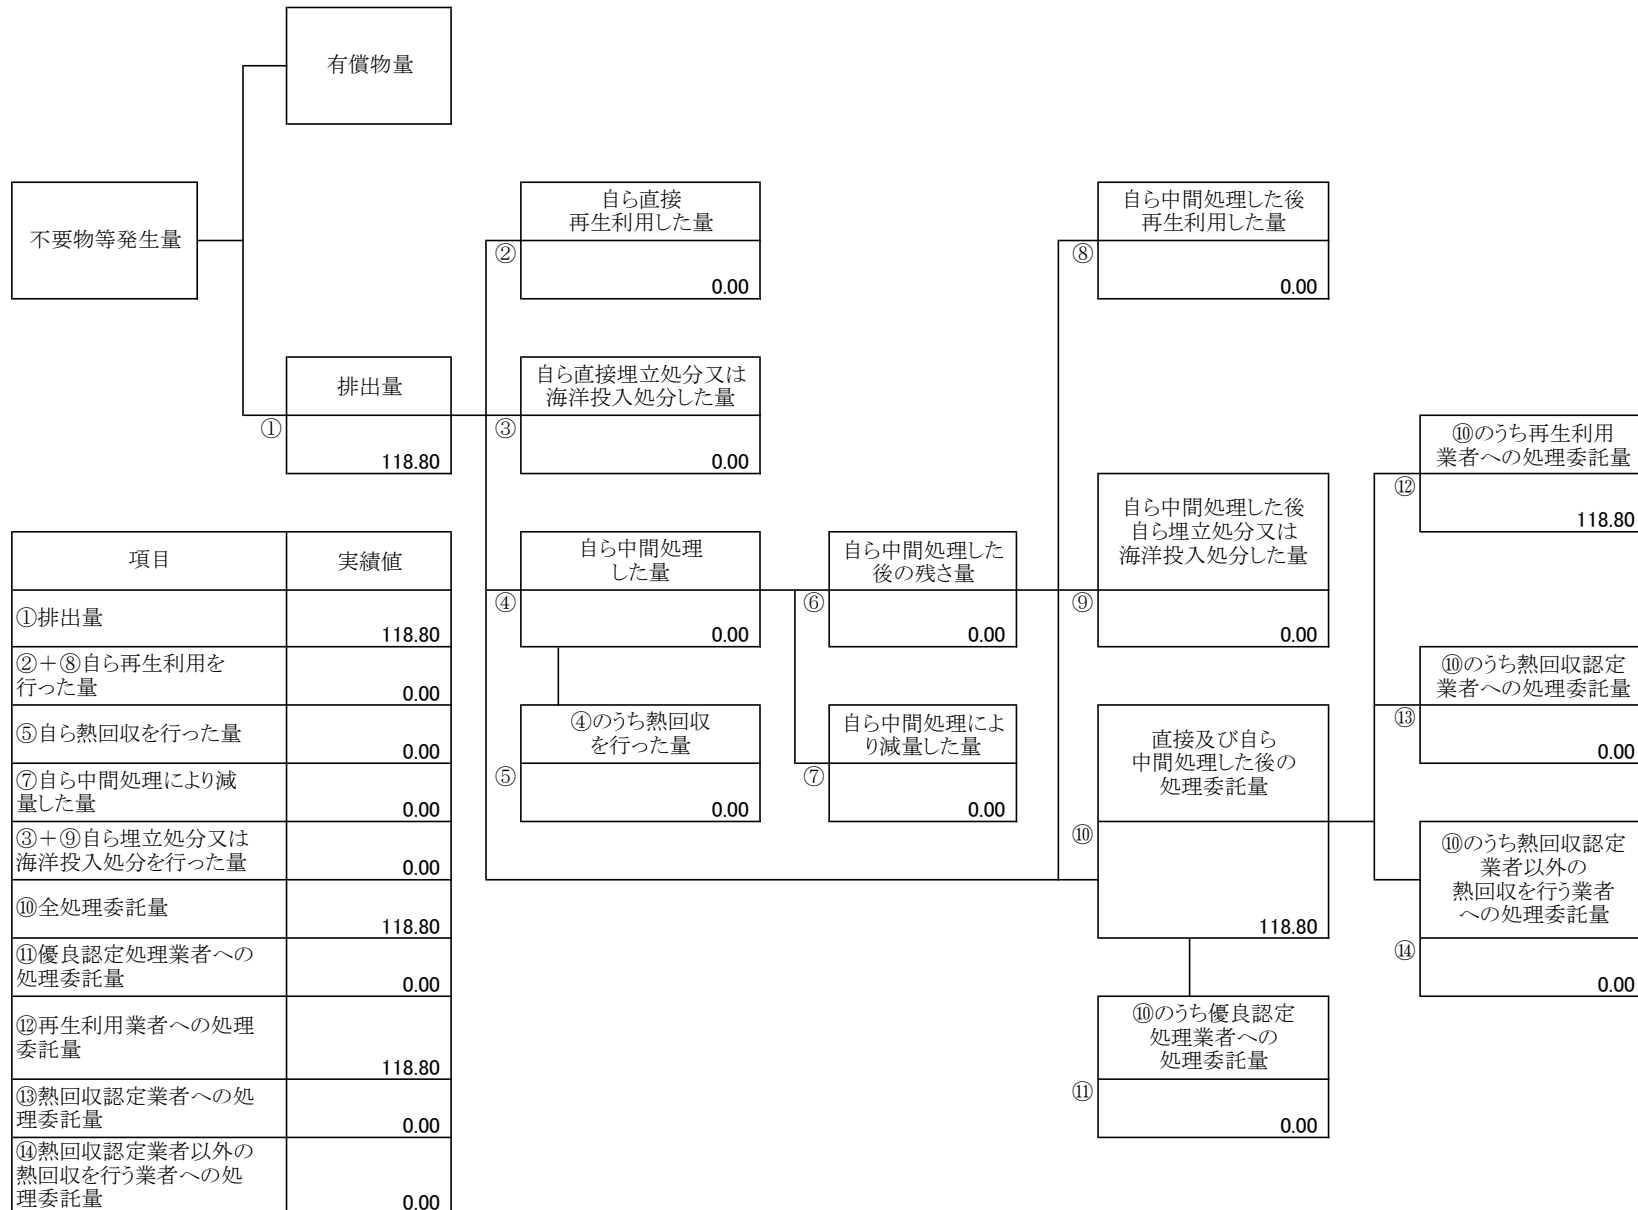 有償物量
不要物等発生量
排出量
①
118.80
自ら直接
再生利用した量
②
0.00
自ら直接埋立処分又は
海洋投入処分した量
③
0.00
自ら中間処理
した量
④
0.00
④のうち熱回収
を行った量
⑤
0.00
自ら中間処理した
後の残さ量
⑥
0.00
自ら中間処理によ
り減量した量
⑦
0.00
自ら中間処理した後
再生利用した量
⑧
0.00
自ら中間処理した後
自ら埋立処分又は
海洋投入処分した量
⑨
0.00
直接及び自ら
中間処理した後の
処理委託量
⑩
118.80
⑩のうち優良認定
処理業者への
処理委託量
⑪
0.00
⑩のうち再生利用
業者への処理委託量
⑫
118.80
⑩のうち熱回収認定
業者への処理委託量
⑬
0.00
⑩のうち熱回収認定
業者以外の
熱回収を行う業者
への処理委託量
⑭
0.00
項目 実績値
①排出量
118.80
②+⑧自ら再生利用を
行った量
0.00
⑤自ら熱回収を行った量
0.00
⑦自ら中間処理により減
量した量
0.00
③+⑨自ら埋立処分又は
海洋投入処分を行った量
0.00
⑩全処理委託量
118.80
⑪優良認定処理業者への
処理委託量
0.00
⑫再生利用業者への処理
委託量
118.80
⑬熱回収認定業者への処
理委託量
0.00
⑭熱回収認定業者以外の
熱回収を行う業者への処
理委託量
0.00